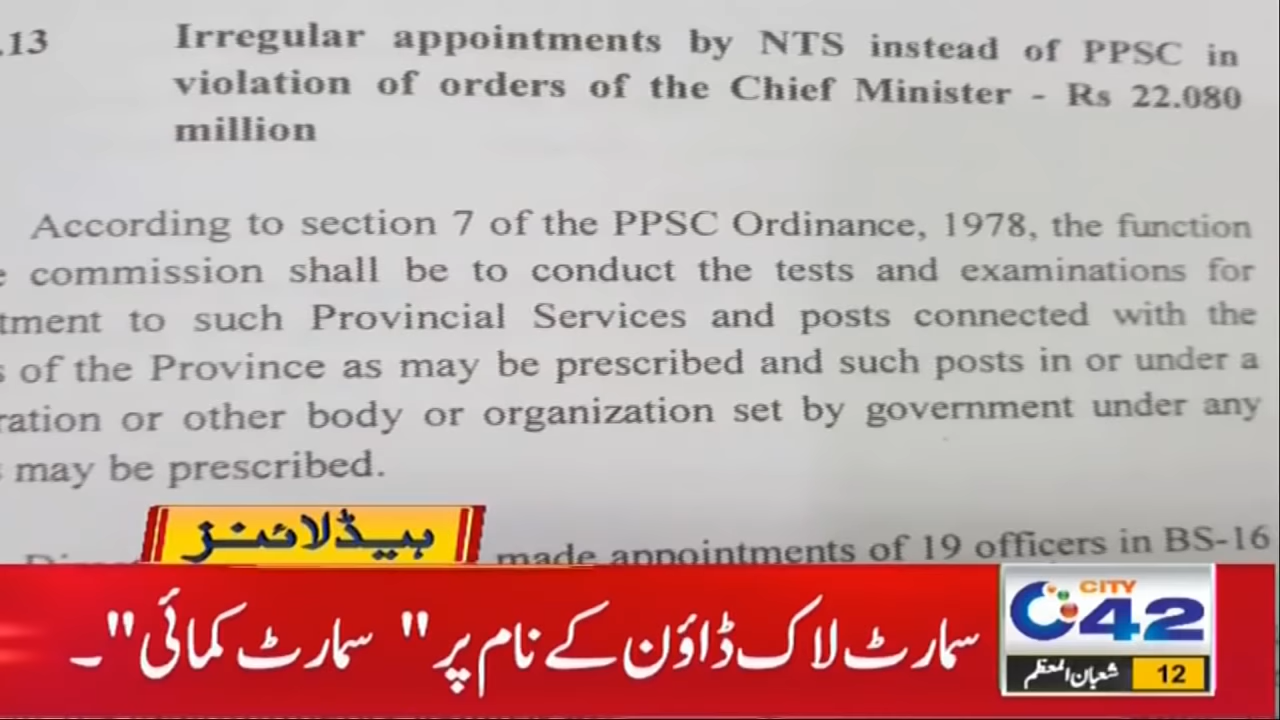 .13
Irregular appointments by NTS instead of PPSC in
violation of orders of the Chief Minister - Rs 22.080
million
According to section 7 of the PPSC Ordinance, 1978, the function
commission shall be to conduct the tests and examinations for
tment to such Provincial Services and posts connected with the
s of the Province as may be prescribed and such posts in or under a
ration or other body or organization set by government under any
may be prescribed.
made appointments of 19 officers in BS-16
ہیڈلائنز
سمارٹ لاک ڈاؤن کے نام پر "سمارٹ کمائی"۔
CITY
42
شعبان المعظم
12